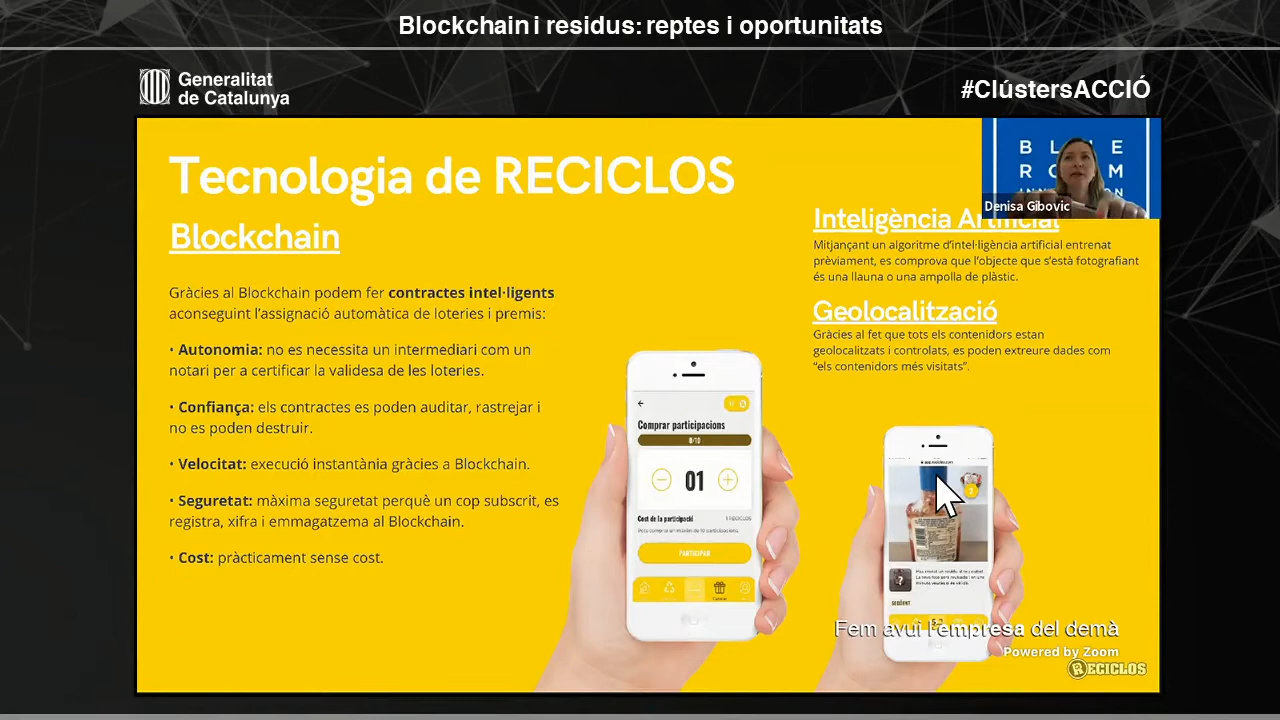 Blockchain i residus: reptes i oportunitats
Generalitat
de Catalunya
#ClústersACCIÓ
Tecnologia de RECICLOS
Blockchain
Gràcies al Blockchain podem fer contractes intel·ligents
aconseguint l'assignació automàtica de loteries i premis:
• Autonomia: no es necessita un intermediari com un
notari per a certificar la validesa de les loteries.
• Confiança: els contractes es poden auditar, rastrejar i
no es poden destruir.
• Velocitat: execució instantània gràcies a Blockchain.
• Seguretat: màxima seguretat perquè un cop subscrit, es
registra, xifra i emmagatzema al Blockchain.
• Cost: pràcticament sense cost.
Comprar participacions
0/10
01
Cost de la participació
1 RECICLOS
PARTICIPAR
Denisa Gibovic
Inteligència Artificial
Mitjançant un algoritme d'intel·ligència artificial entrenat
prèviament, es comprova que l'objecte que s'està fotografiant
és una llauna o una ampolla de plàstic.
Geolocalització
Gràcies al fet que tots els contenidors estan
geolocalitzats i controlats, es poden extreure dades com
"els contenidors més visitats".
Fem avui l'empresa del demà
Powered by Zoom
RECICLOS